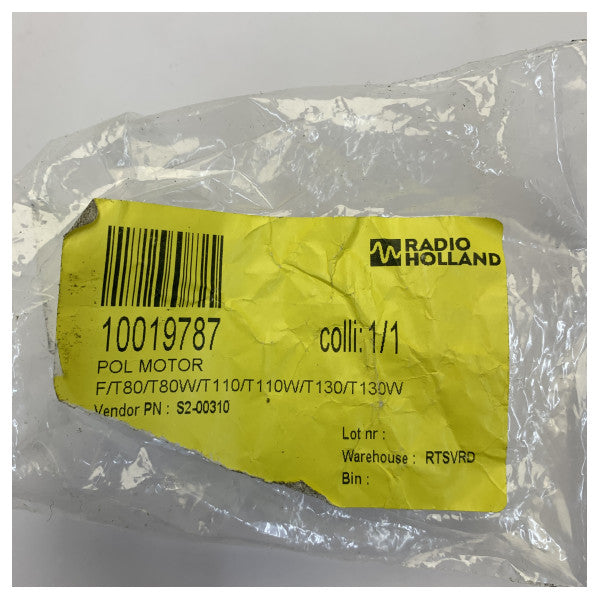 RADIO
HOLLAND
10019787 colli: 1/1
POL MOTOR
F/T80/T80W/T110/T110W/T130/T130W
Vendor PN : S2-00310
Lot nr :
Warehouse : RTSVRD
Bin :